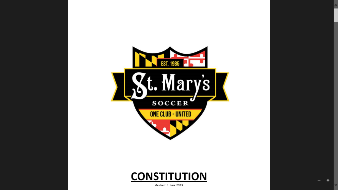 EST. 1996
St. Mary's
SOCCER
ONE CLUB · UNITED
CONSTITUTION